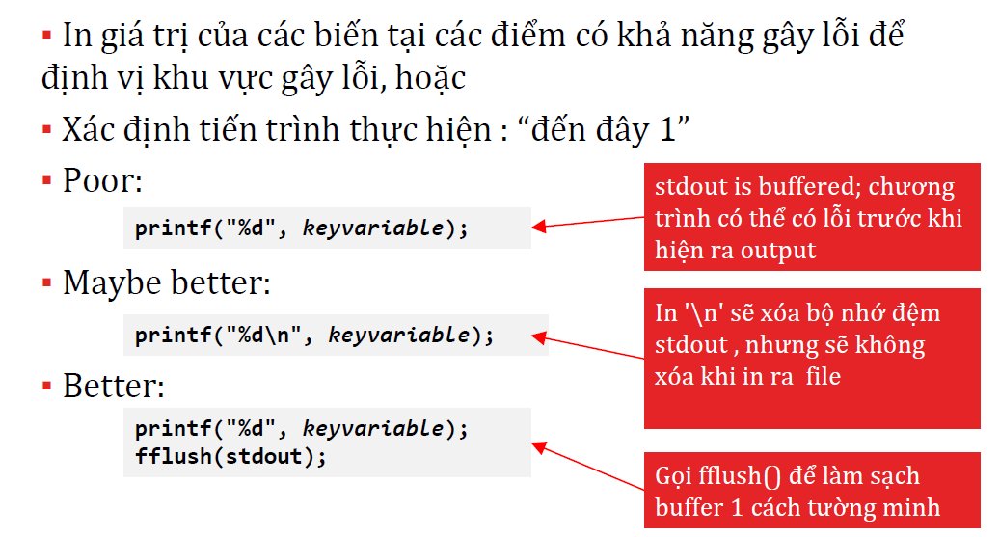 ▪ In giá trị của các biến tại các điểm có khả năng gây lỗi để
định vị khu vực gây lỗi, hoặc
▪ Xác định tiến trình thực hiện : “đến đây 1”
▪ Poor:
printf("%d", keyvariable);
stdout is buffered; chương
trình có thể có lỗi trước khi
hiện ra output
▪ Maybe better:
printf("%d\n", keyvariable);
In '\n' sẽ xóa bộ nhớ đệm
stdout , nhưng sẽ không
xóa khi in ra  file
▪ Better:
printf("%d", keyvariable);
fflush(stdout);
Gọi fflush() để làm sạch
buffer 1 cách tường minh